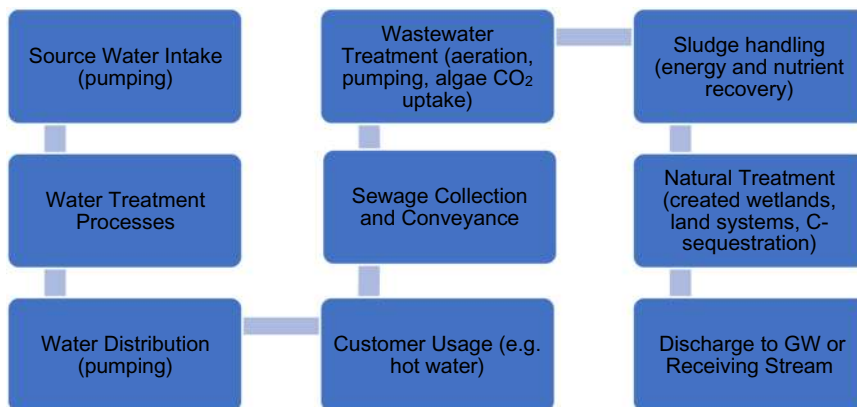 Source Water Intake
(pumping)
Water Treatment
Processes
Water Distribution
(pumping)
Customer Usage (e.g.
hot water)
Sewage Collection
and Conveyance
Wastewater
Treatment (aeration,
pumping, algae CO₂
uptake)
Sludge handling
(energy and nutrient
recovery)
Natural Treatment
(created wetlands,
land systems, C-
sequestration)
Discharge to GW or
Receiving Stream